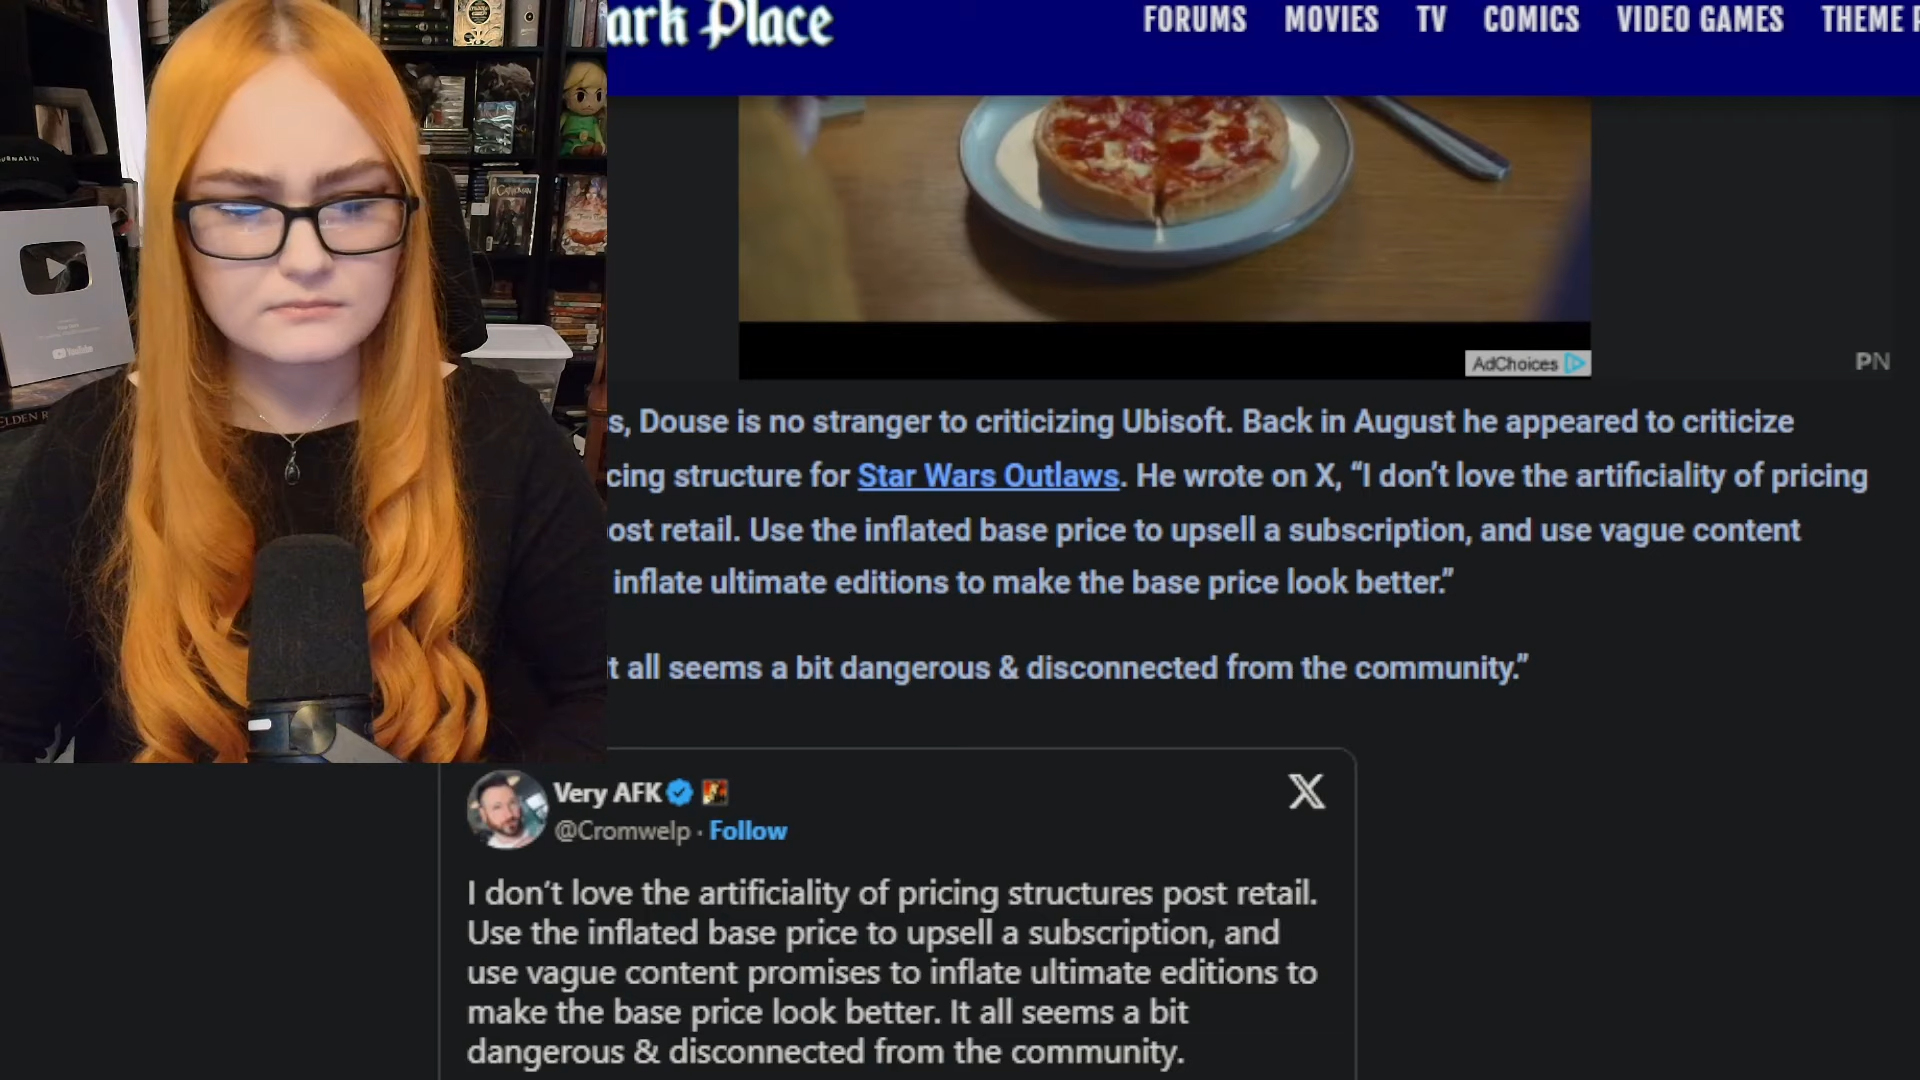 ark Place
FORUMS MOVIES TV COMICS VIDEO GAMES THEME
AdChoices
PN
s, Douse is no stranger to criticizing Ubisoft. Back in August he appeared to criticize
cing structure for Star Wars Outlaws. He wrote on X, “I don’t love the artificiality of pricing
ost retail. Use the inflated base price to upsell a subscription, and use vague content
inflate ultimate editions to make the base price look better.”
t all seems a bit dangerous & disconnected from the community.”
Very AFK
@Cromwelp · Follow
I don’t love the artificiality of pricing structures post retail.
Use the inflated base price to upsell a subscription, and
use vague content promises to inflate ultimate editions to
make the base price look better. It all seems a bit
dangerous & disconnected from the community.
YouTube
CATWOMAN
ELDEN R